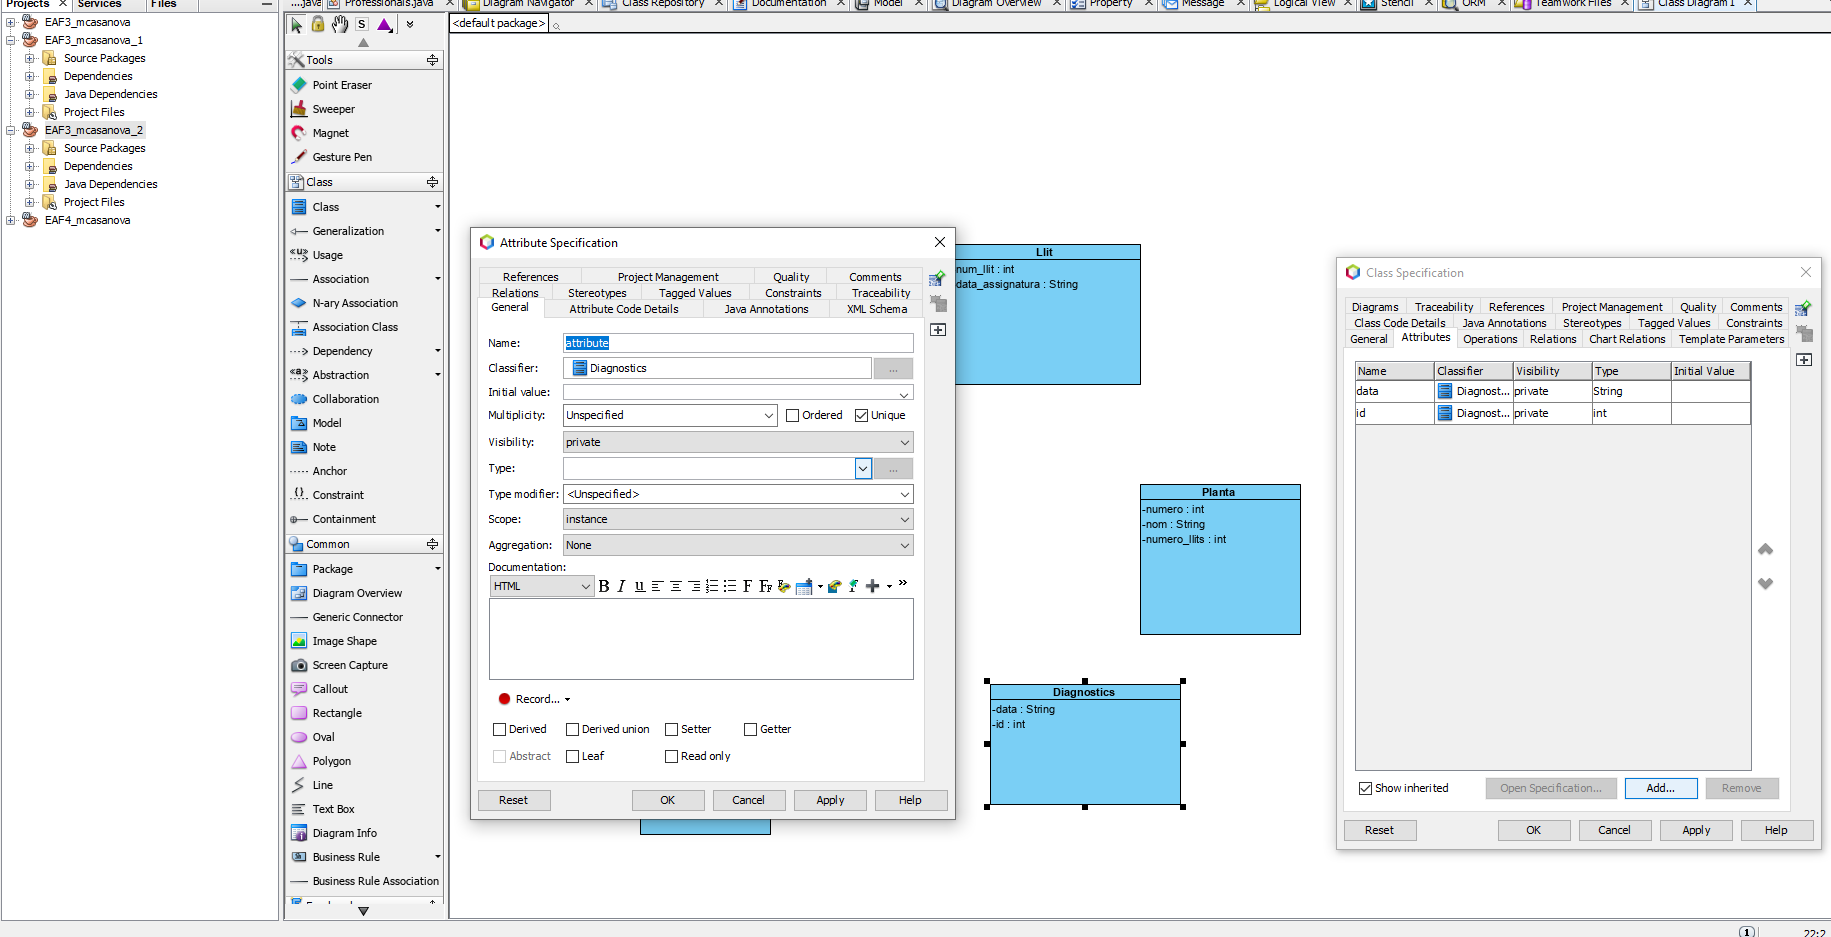 Projects
Services
Files
....java
Professionals.java
Diagram Navigator
Class Repository
Documentation
Model
Diagram Overview
Property
Message
Logical View
Stencil
ORM
Teamwork Files
Class Diagram1
EAF3_mcasanova
EAF3_mcasanova_1
Source Packages
Dependencies
Java Dependencies
Project Files
EAF3_mcasanova_2
Source Packages
Dependencies
Java Dependencies
Project Files
EAF4_mcasanova
S
<default package>
Tools
Point Eraser
Sweeper
Magnet
Gesture Pen
Class
Class
Generalization
Usage
Association
N-ary Association
Association Class
Dependency
Abstraction
Collaboration
Model
Note
Anchor
Constraint
Containment
Common
Package
Diagram Overview
Generic Connector
Image Shape
Screen Capture
Callout
Rectangle
Oval
Polygon
Line
Text Box
Diagram Info
Business Rule
Business Rule Association
Attribute Specification
References Project Management Quality Comments
Relations Stereotypes Tagged Values Constraints Traceability
General Attribute Code Details Java Annotations XML Schema
Name: attribute
Classifier: Diagnostics ...
Initial value:
Multiplicity: Unspecified Ordered Unique
Visibility: private
Type: ...
Type modifier: <Unspecified>
Scope: instance
Aggregation: None
Documentation:
HTML B I u F FF »
Record...
Derived Derived union Setter Getter
Abstract Leaf Read only
Reset OK Cancel Apply Help
Llit
num_llit : int
data_assignatura : String
Planta
-numero : int
-nom : String
-numero_llits : int
Diagnostics
-data : String
-id : int
Class Specification
Diagrams Traceability References Project Management Quality Comments
Class Code Details Java Annotations Stereotypes Tagged Values Constraints
General Attributes Operations Relations Chart Relations Template Parameters
Name Classifier Visibility Type Initial Value
data Diagnost... private String
id Diagnost... private int
Show inherited Open Specification... Add... Remove
Reset OK Cancel Apply Help
1
22:2